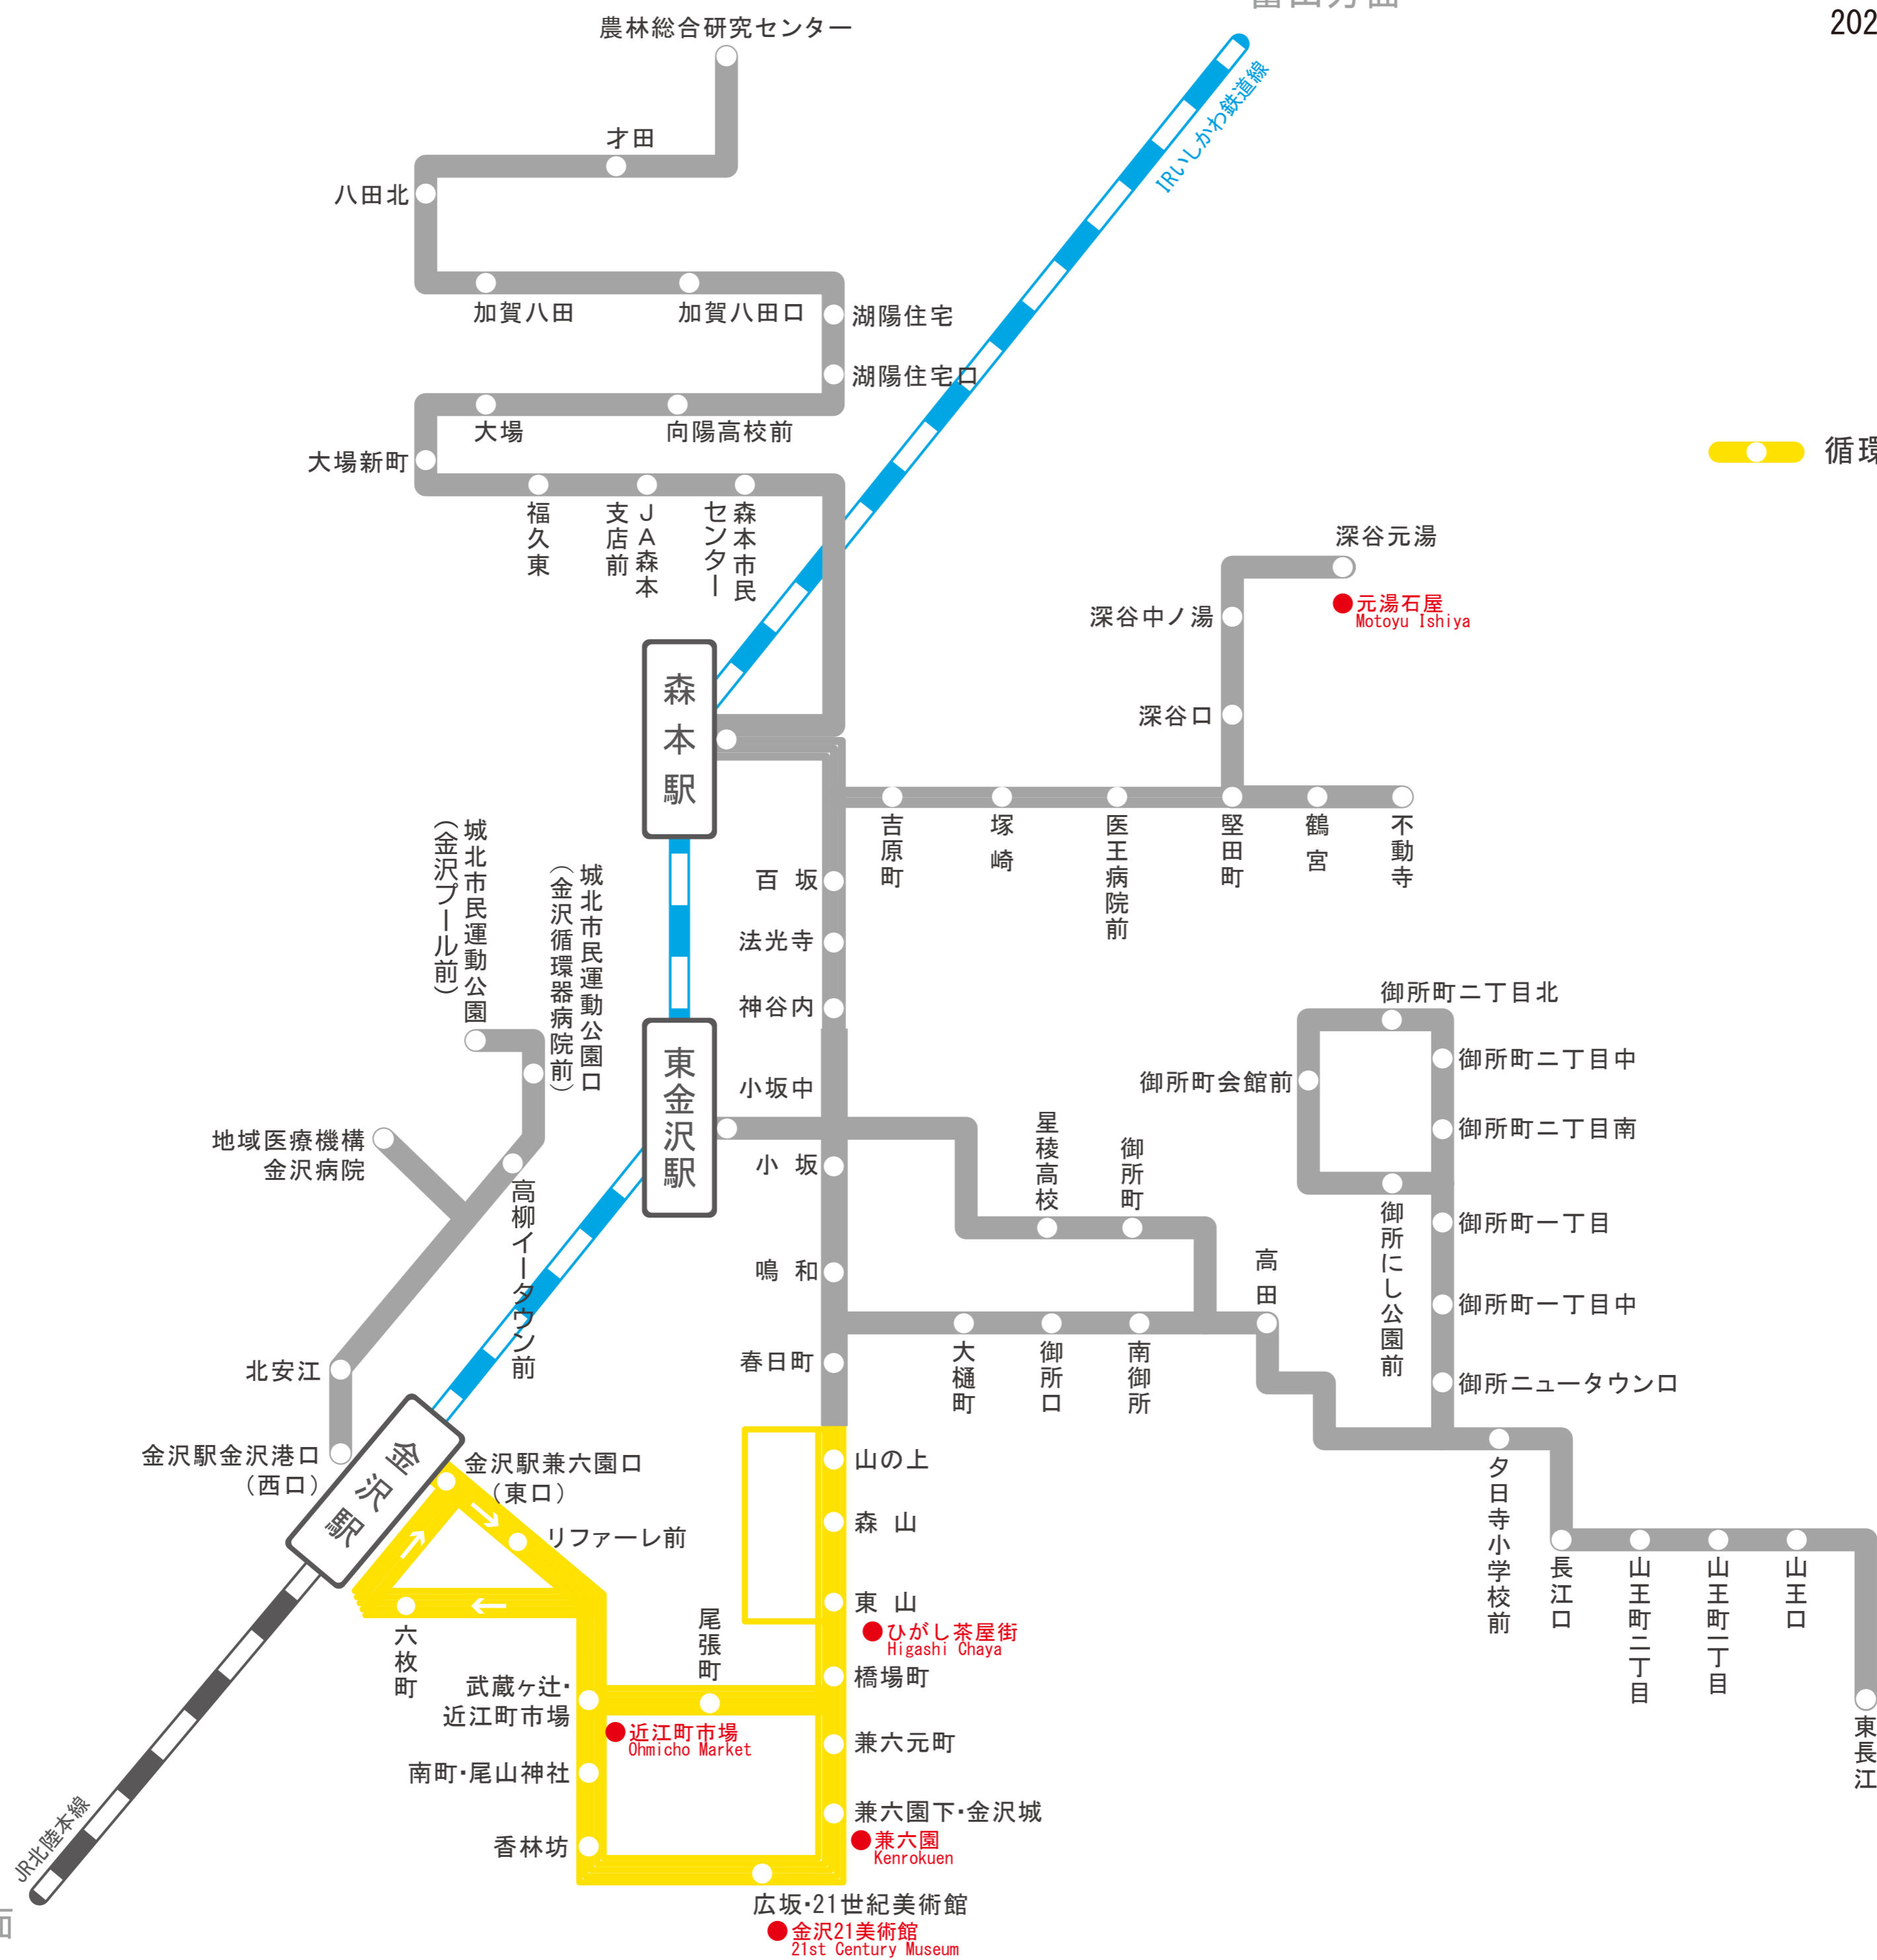 農林総合研究センター
202
IRいしかわ鉄道線
才田
八田北
加賀八田
加賀八田口
湖陽住宅
湖陽住宅口
大場
向陽高校前
大場新町
循環
福久東
JA森本
支店前
森本市民
センター
深谷元湯
元湯石屋
Motoyu Ishiya
深谷中ノ湯
深谷口
森本駅
吉原町
塚崎
医王病院前
堅田町
鶴宮
不動寺
百坂
法光寺
神谷内
城北市民運動公園
(金沢プール前)
城北市民運動公園口
(金沢循環器病院前)
東金沢駅
小坂中
小坂
鳴和
春日町
地域医療機構
金沢病院
高柳イータウン前
北安江
金沢駅金沢港口
(西口)
金沢駅
金沢駅兼六園口
(東口)
リファーレ前
星稜高校
御所町
高田
大樋町
御所口
南御所
御所町二丁目北
御所町二丁目中
御所町会館前
御所町二丁目南
御所にし公園前
御所町一丁目
御所町一丁目中
御所ニュータウン口
夕日寺小学校前
長江口
山王町二丁目
山王町一丁目
山王口
東長江
山の上
森山
東山
ひがし茶屋街
Higashi Chaya
六枚町
尾張町
橋場町
武蔵ヶ辻・
近江町市場
近江町市場
Ohmicho Market
兼六元町
南町・尾山神社
兼六園下・金沢城
兼六園
Kenrokuen
香林坊
広坂・21世紀美術館
金沢21美術館
21st Century Museum
JR北陸本線